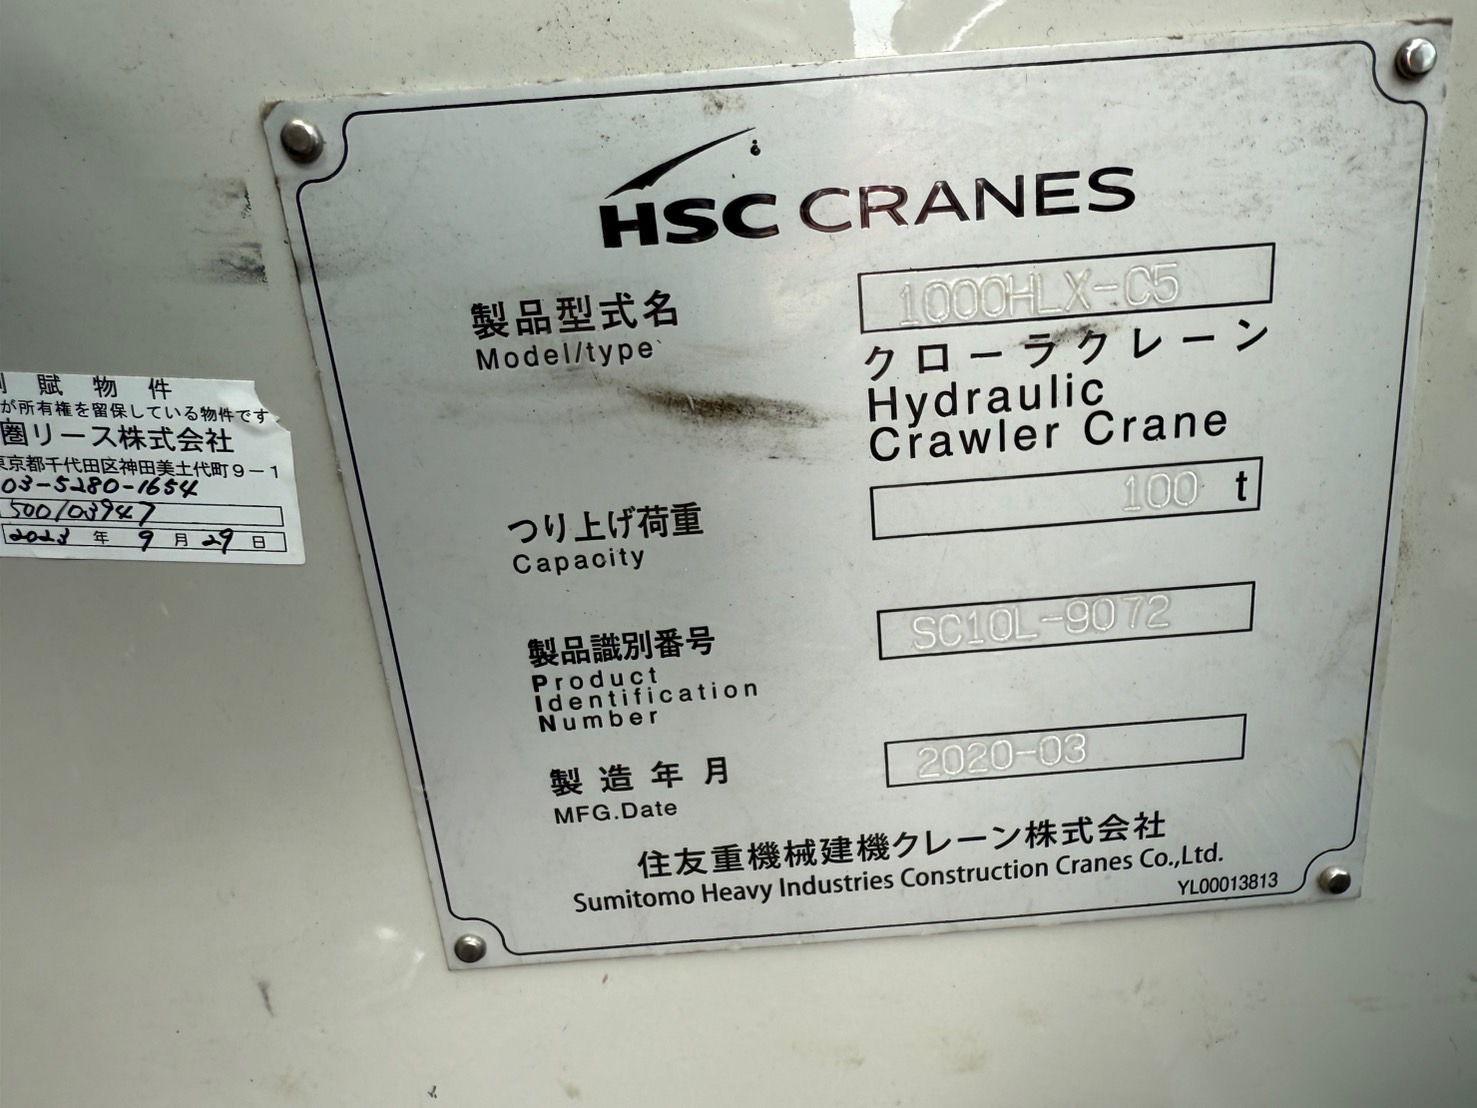 HSC CRANES
製品型式名
Model/type
1000HLX-C5
クローラクレーン
Hydraulic
Crawler Crane
つり上げ荷重
Capacity
100 t
製品識別番号
Product
Identification
Number
SC10L-9072
製造年月
MFG.Date
2020-03
住友重機械建機クレーン株式会社
Sumitomo Heavy Industries Construction Cranes Co.,Ltd.
YL00013813
賦物件
が所有権を留保している物件です
圏リース株式会社
東京都千代田区神田美土代町9-1
03-5280-1654
500103947
2023 年 9 月 29 日